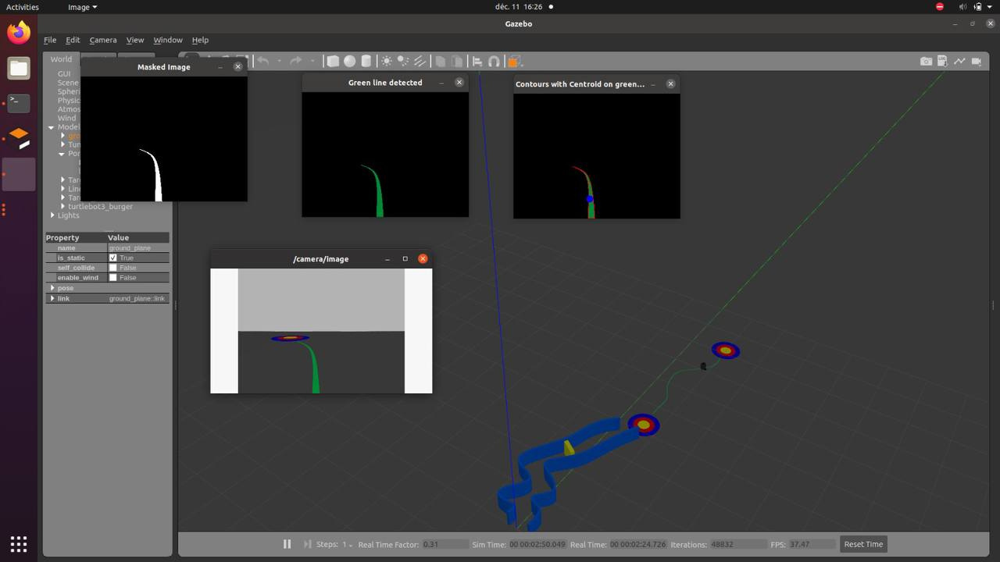 Activities Image déc. 11 16:26
Gazebo
File Edit Camera View Window Help
World
Masked Image
Green line detected
Contours with Centroid on green...
GUI
Scene
Spheri
Physic
Atmos
Wind
Model
gro
Tur
Por
Tar
Line
Tar
turtlebot3_burger
Lights
Property Value
name ground_plane
is_static True
self_collide False
enable_wind False
pose
link ground_plane::link
/camera/image
Steps: 1 Real Time Factor: 0.31 Sim Time: 00 00:02:50.049 Real Time: 00 00:02:24.726 Iterations: 48832 FPS: 37.47 Reset Time